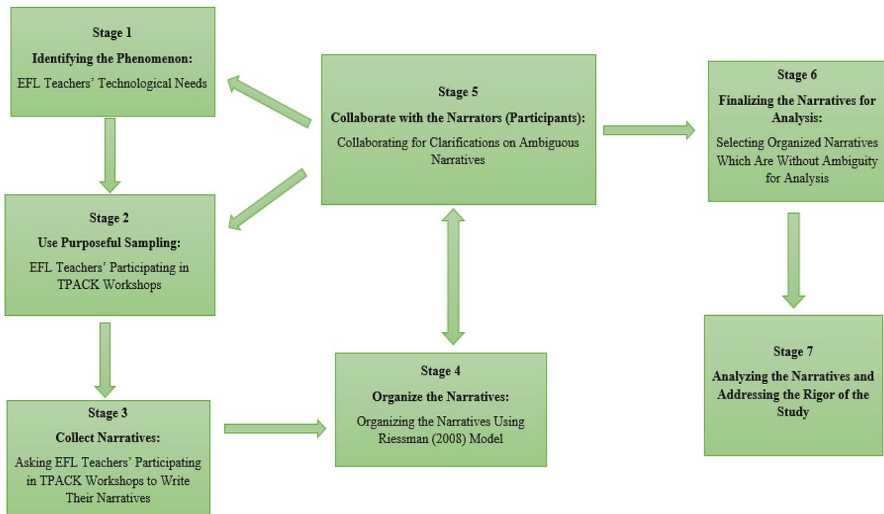 Stage 1
Identifying the Phenomenon:
EFL Teachers' Technological Needs
Stage 2
Use Purposeful Sampling:
EFL Teachers' Participating in
TPACK Workshops
Stage 3
Collect Narratives:
Asking EFL Teachers' Participating
in TPACK Workshops to Write
Their Narratives
Stage 4
Organize the Narratives:
Organizing the Narratives Using
Riessman (2008) Model
Stage 5
Collaborate with the Narrators (Participants):
Collaborating for Clarifications on Ambiguous
Narratives
Stage 6
Finalizing the Narratives for
Analysis:
Selecting Organized Narratives
Which Are Without Ambiguity
for Analysis
Stage 7
Analyzing the Narratives and
Addressing the Rigor of the
Study